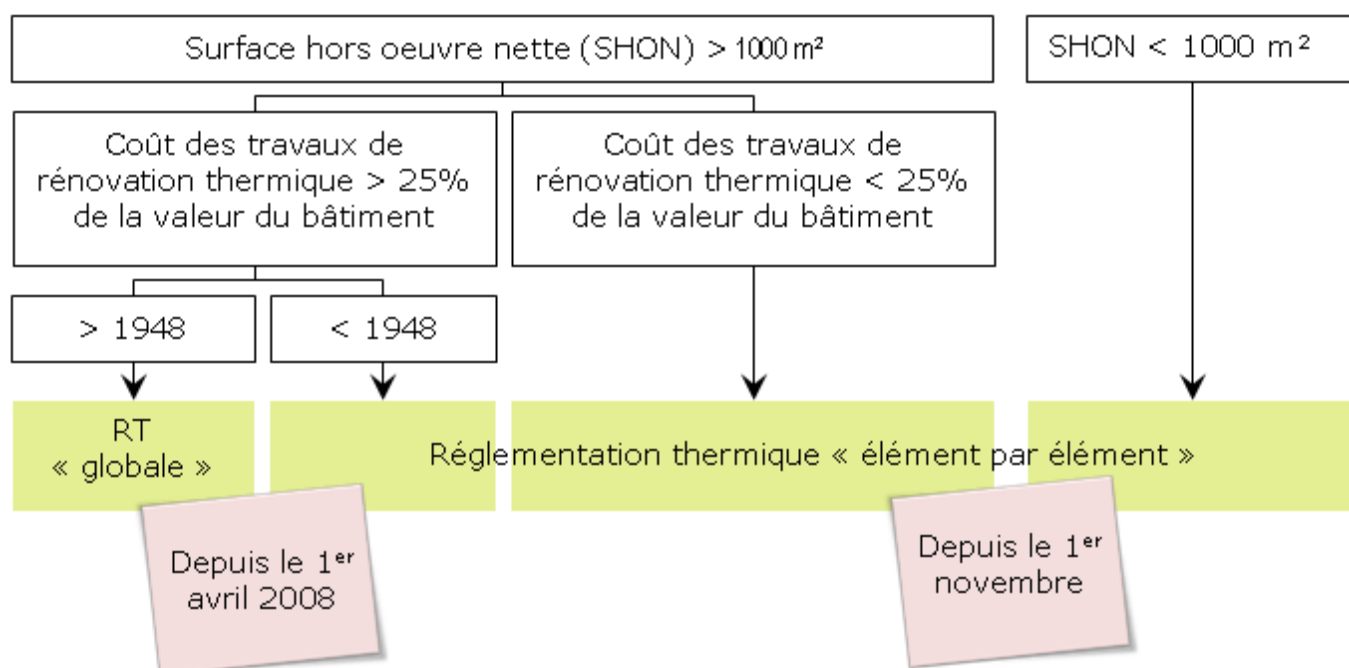 Surface hors oeuvre nette (SHON) > 1000 m²
SHON < 1000 m²
Coût des travaux de
rénovation thermique > 25%
de la valeur du bâtiment
Coût des travaux de
rénovation thermique < 25%
de la valeur du bâtiment
> 1948
< 1948
RT
« globale »
Réglementation thermique « élément par élément »
Depuis le 1er
avril 2008
Depuis le 1er
novembre